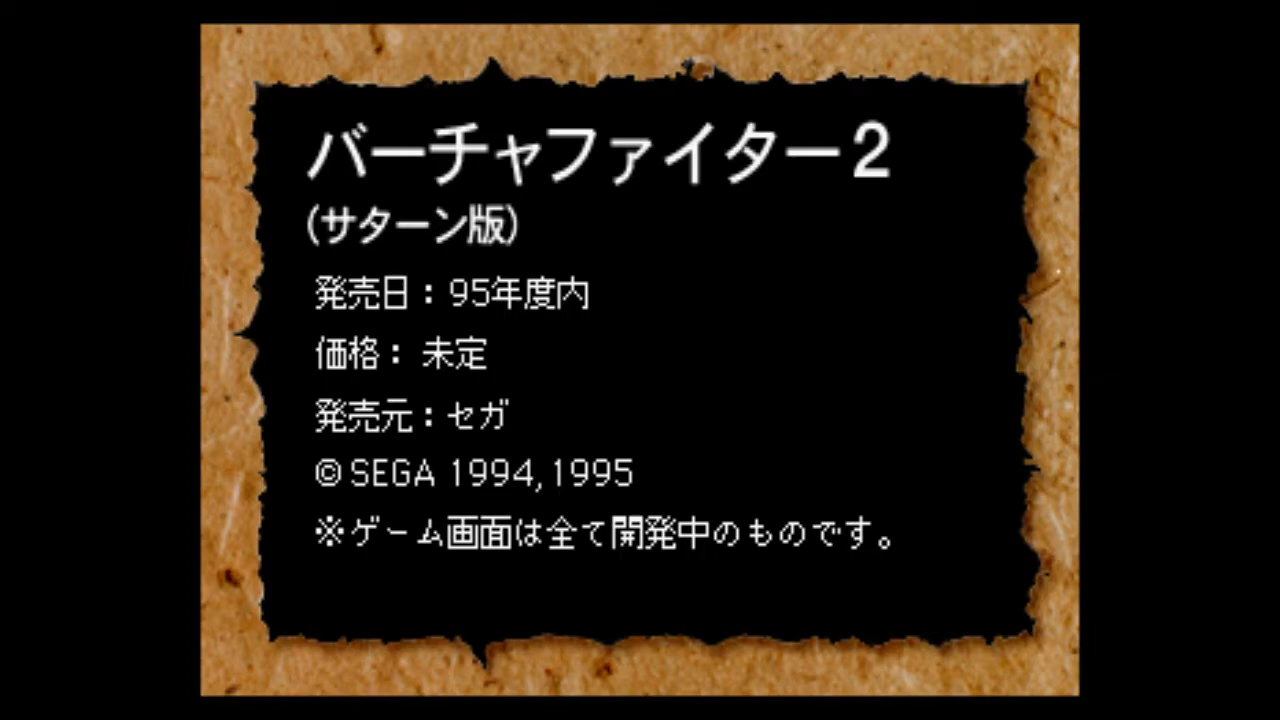 バーチャファイター2
(サターン版)
発売日：95年度内
価格： 未定
発売元：セガ
© SEGA 1994,1995
※ゲーム画面は全て開発中のものです。